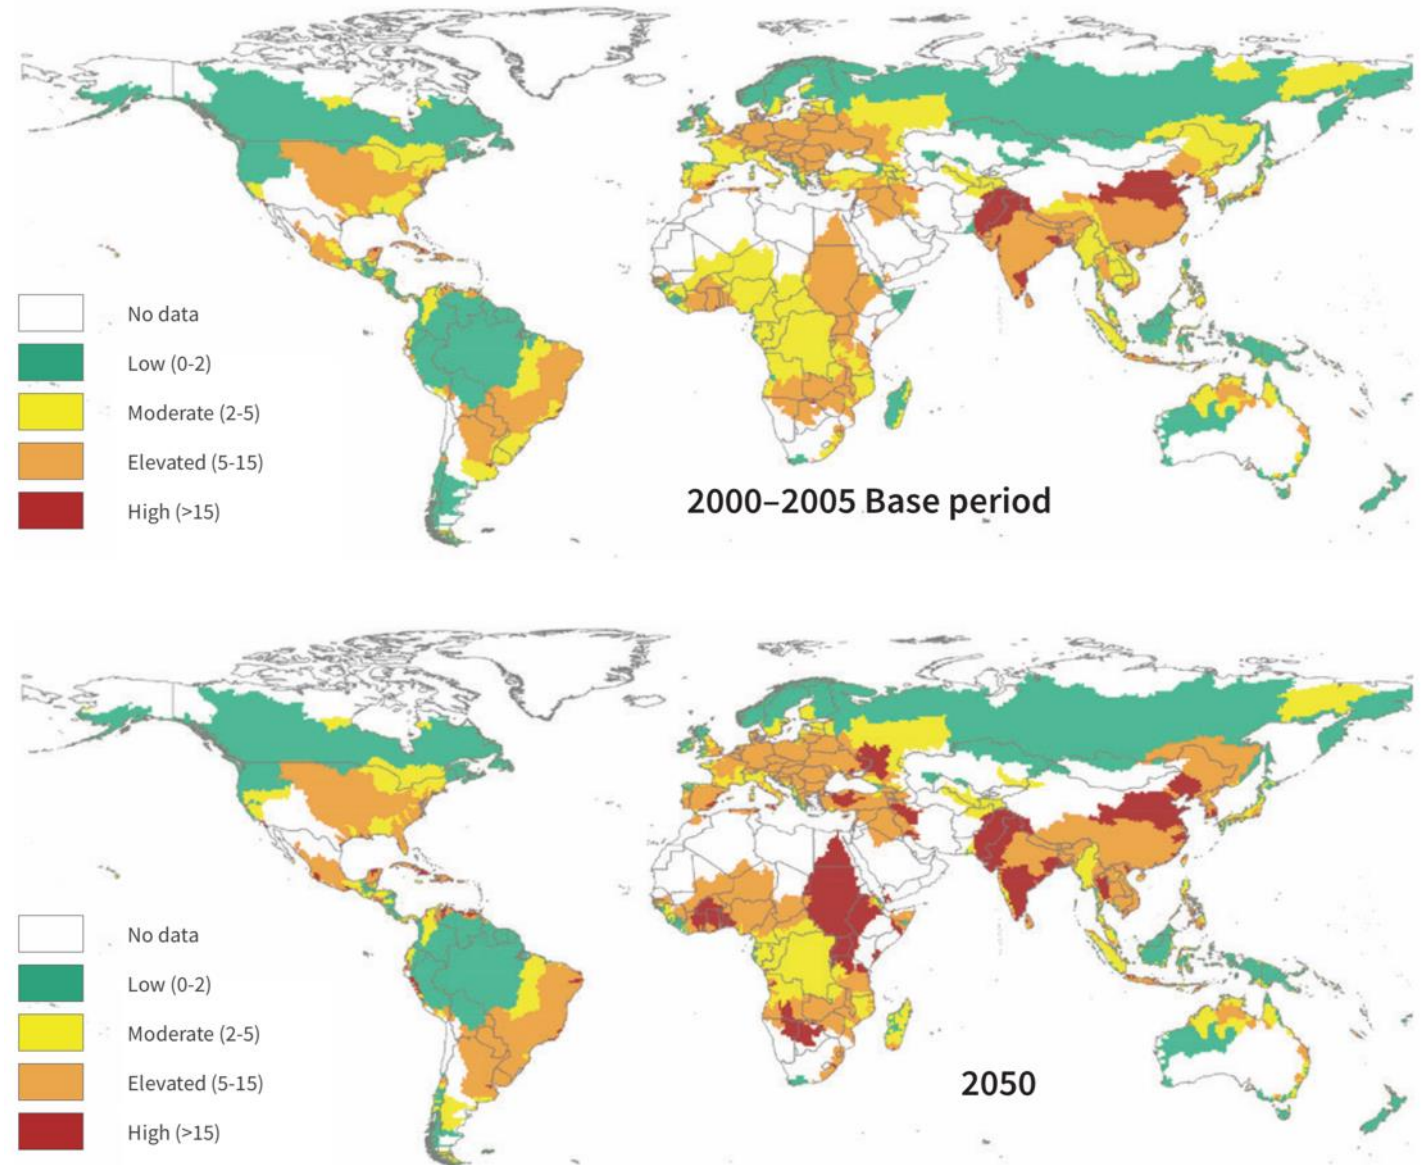 No data
Low (0-2)
Moderate (2-5)
Elevated (5-15)
High (>15)
2000–2005 Base period
No data
Low (0-2)
Moderate (2-5)
Elevated (5-15)
High (>15)
2050